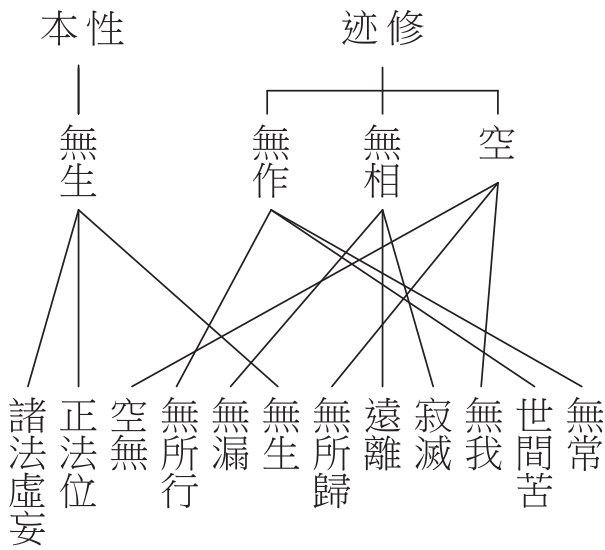 迹修
本性
空
無相
無作
無生
無常
世間苦
無我
寂滅
遠離
無所歸
無生
無漏
無所行
空無
正法位
諸法虛妄